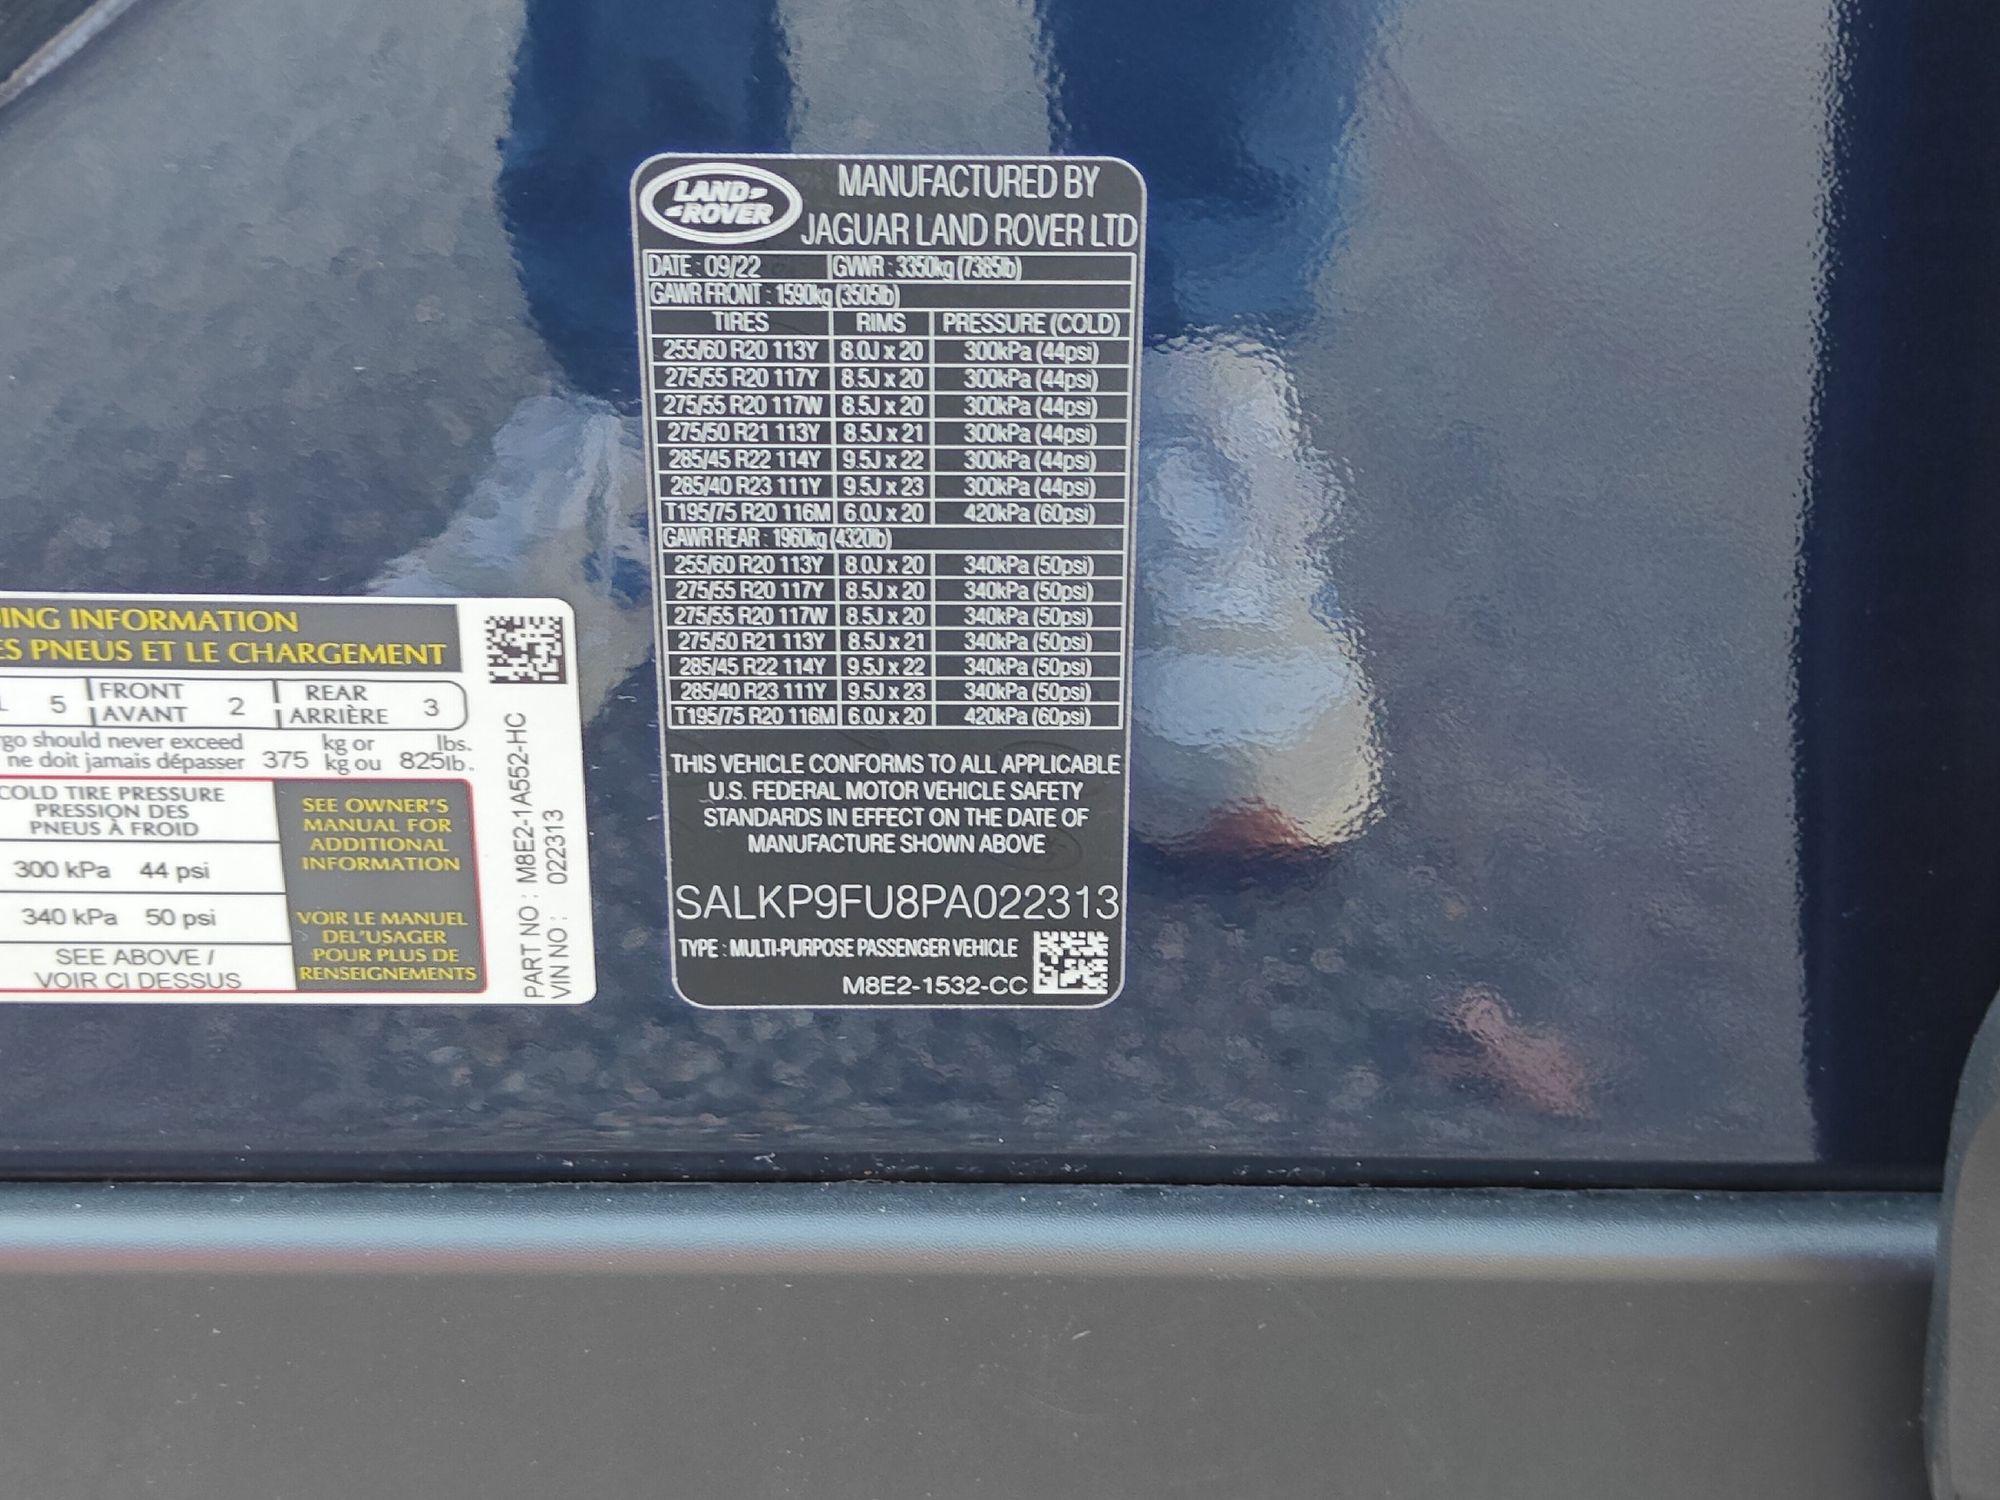 LAND ROVER
MANUFACTURED BY
JAGUAR LAND ROVER LTD
DATE : 09/22 GVWR : 3350kg (7385lb)
GAWR FRONT : 1590kg (3505lb)
TIRES RIMS PRESSURE (COLD)
255/60 R20 113Y 8.0J x 20 300kPa (44psi)
275/55 R20 117Y 8.5J x 20 300kPa (44psi)
275/55 R20 117W 8.5J x 20 300kPa (44psi)
275/50 R21 113Y 8.5J x 21 300kPa (44psi)
285/45 R22 114Y 9.5J x 22 300kPa (44psi)
285/40 R23 111Y 9.5J x 23 300kPa (44psi)
T195/75 R20 116M 6.0J x 20 420kPa (60psi)
GAWR REAR : 1960kg (4320lb)
255/60 R20 113Y 8.0J x 20 340kPa (50psi)
275/55 R20 117Y 8.5J x 20 340kPa (50psi)
275/55 R20 117W 8.5J x 20 340kPa (50psi)
275/50 R21 113Y 8.5J x 21 340kPa (50psi)
285/45 R22 114Y 9.5J x 22 340kPa (50psi)
285/40 R23 111Y 9.5J x 23 340kPa (50psi)
T195/75 R20 116M 6.0J x 20 420kPa (60psi)
THIS VEHICLE CONFORMS TO ALL APPLICABLE
U.S. FEDERAL MOTOR VEHICLE SAFETY
STANDARDS IN EFFECT ON THE DATE OF
MANUFACTURE SHOWN ABOVE
SALKP9FU8PA022313
TYPE : MULTI-PURPOSE PASSENGER VEHICLE
M8E2-1532-CC
ING INFORMATION
ES PNEUS ET LE CHARGEMENT
L 5 FRONT AVANT 2 REAR ARRIÈRE 3
go should never exceed 375 kg or 825 lbs.
ne doit jamais dépasser kg ou lb.
COLD TIRE PRESSURE
PRESSION DES
PNEUS À FROID
300 kPa 44 psi
340 kPa 50 psi
SEE ABOVE /
VOIR CI DESSUS
SEE OWNER'S
MANUAL FOR
ADDITIONAL
INFORMATION
VOIR LE MANUEL
DEL'USAGER
POUR PLUS DE
RENSEIGNEMENTS
PART NO : M8E2-1A552-HC
VIN NO : 022313